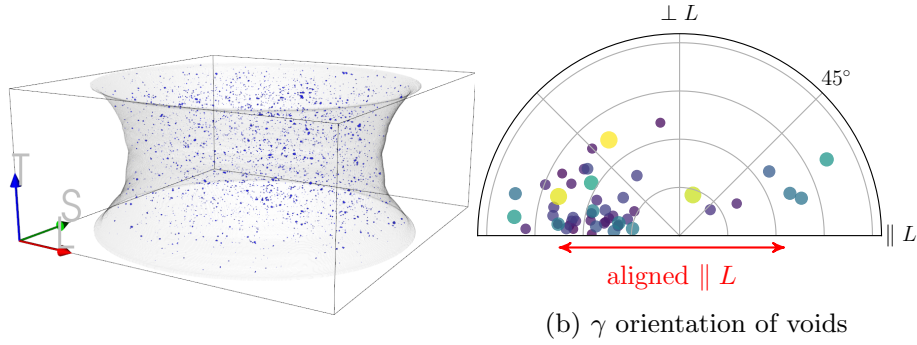 T
S
L
⊥ L
45°
∥ L
aligned ∥ L
(b) γ orientation of voids